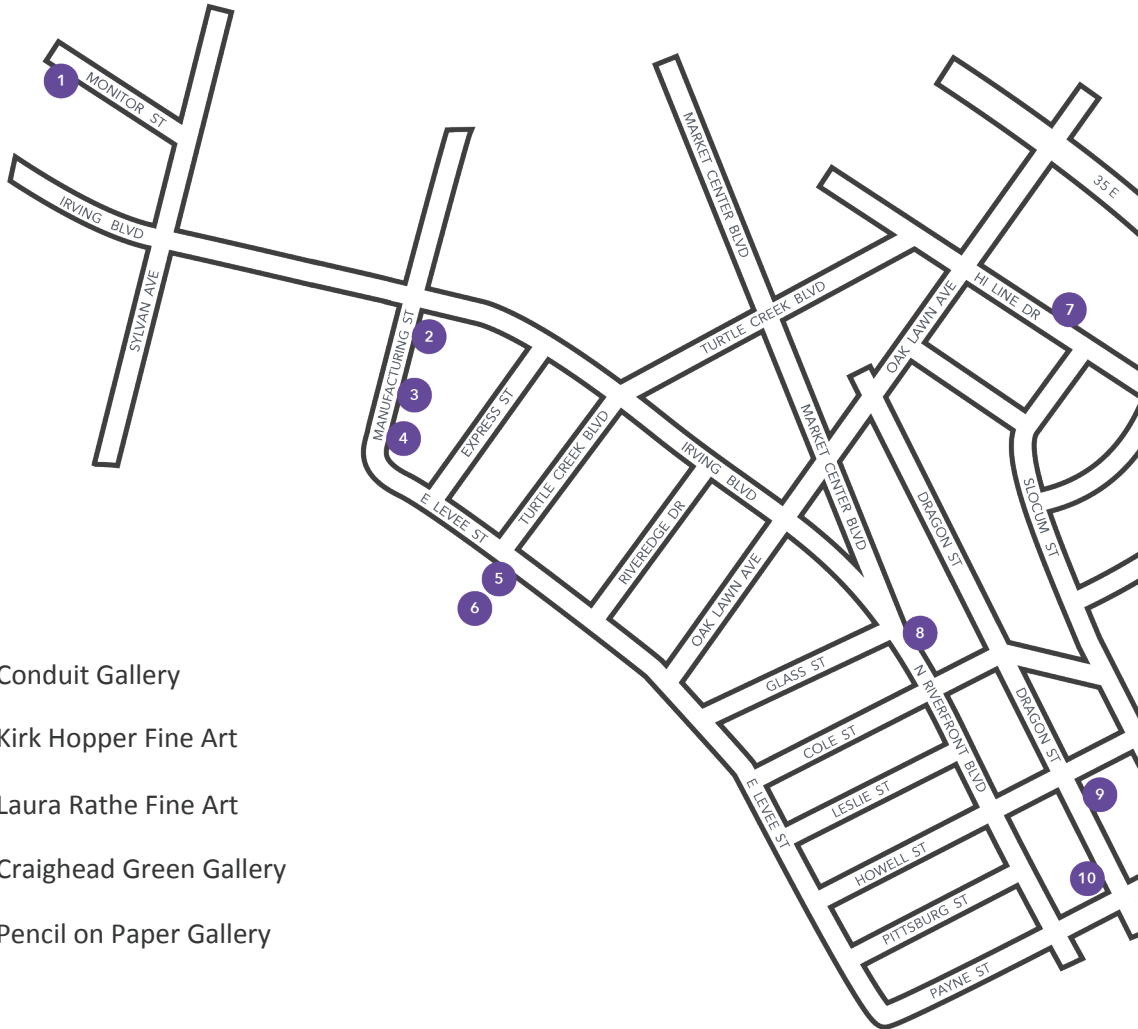 1
MONITOR ST
IRVING BLVD
SYLVAN AVE
MANUFACTURING ST
2
3
4
EXPRESS ST
TURTLE CREEK BLVD
E LEVEE ST
5
6
RIVEREDGE DR
OAK LAWN AVE
IRVING BLVD
MARKET CENTER BLVD
TURTLE CREEK BLVD
MARKET CENTER BLVD
MARKET CENTER BLVD
35 E
HI LINE DR
7
OAK LAWN AVE
DRAGON ST
SLOCUM ST
8
GLASS ST
N RIVERFRONT BLVD
COLE ST
LESLIE ST
E LEVEE ST
HOWELL ST
PITTSBURG ST
PAYNE ST
DRAGON ST
9
10
Conduit Gallery
Kirk Hopper Fine Art
Laura Rathe Fine Art
Craighead Green Gallery
Pencil on Paper Gallery